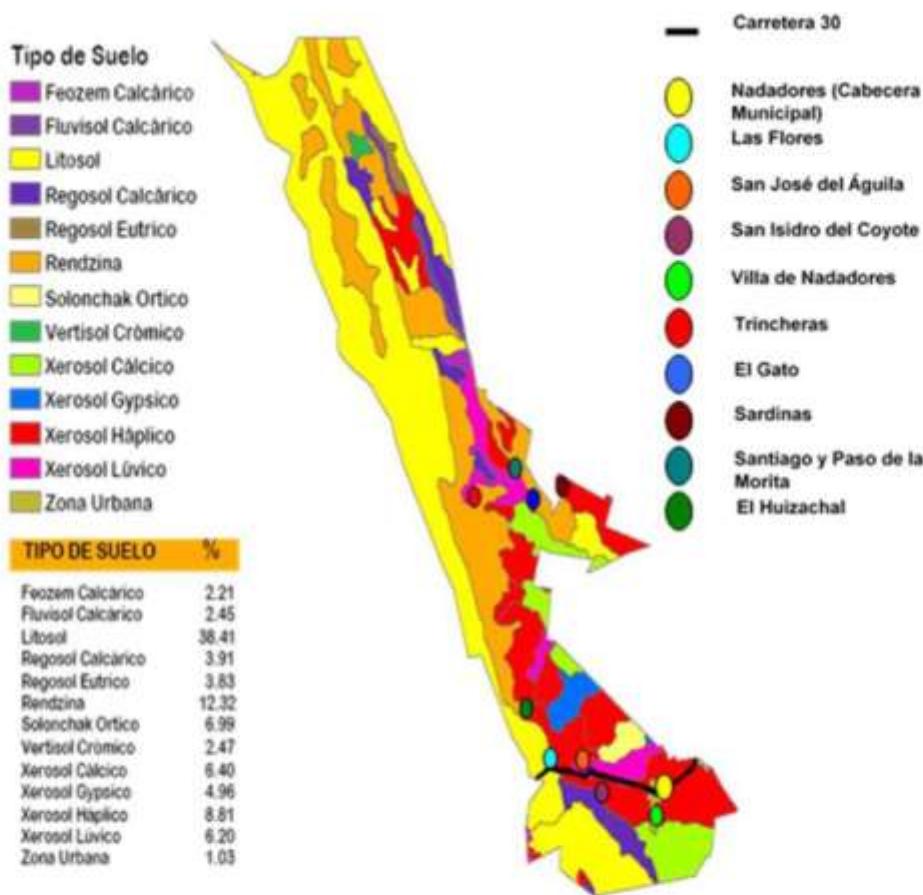 Tipo de Suelo
Feozem Calcárico
Fluvisol Calcárico
Litosol
Regosol Calcárico
Regosol Eutrico
Rendzina
Solonchak Ortico
Vertisol Crómico
Xerosol Cálcico
Xerosol Gypsico
Xerosol Háplico
Xerosol Lúvico
Zona Urbana
TIPO DE SUELO %
Feozem Calcárico 2.21
Fluvisol Calcárico 2.45
Litosol 38.41
Regosol Calcárico 3.91
Regosol Eutrico 3.83
Rendzina 12.32
Solonchak Ortico 6.99
Vertisol Crómico 2.47
Xerosol Cálcico 6.40
Xerosol Gypsico 4.96
Xerosol Háplico 8.81
Xerosol Lúvico 6.20
Zona Urbana 1.03
Carretera 30
Nadadores (Cabecera
Municipal)
Las Flores
San José del Águila
San Isidro del Coyote
Villa de Nadadores
Trincheras
El Gato
Sardinas
Santiago y Paso de la
Morita
El Huizachal